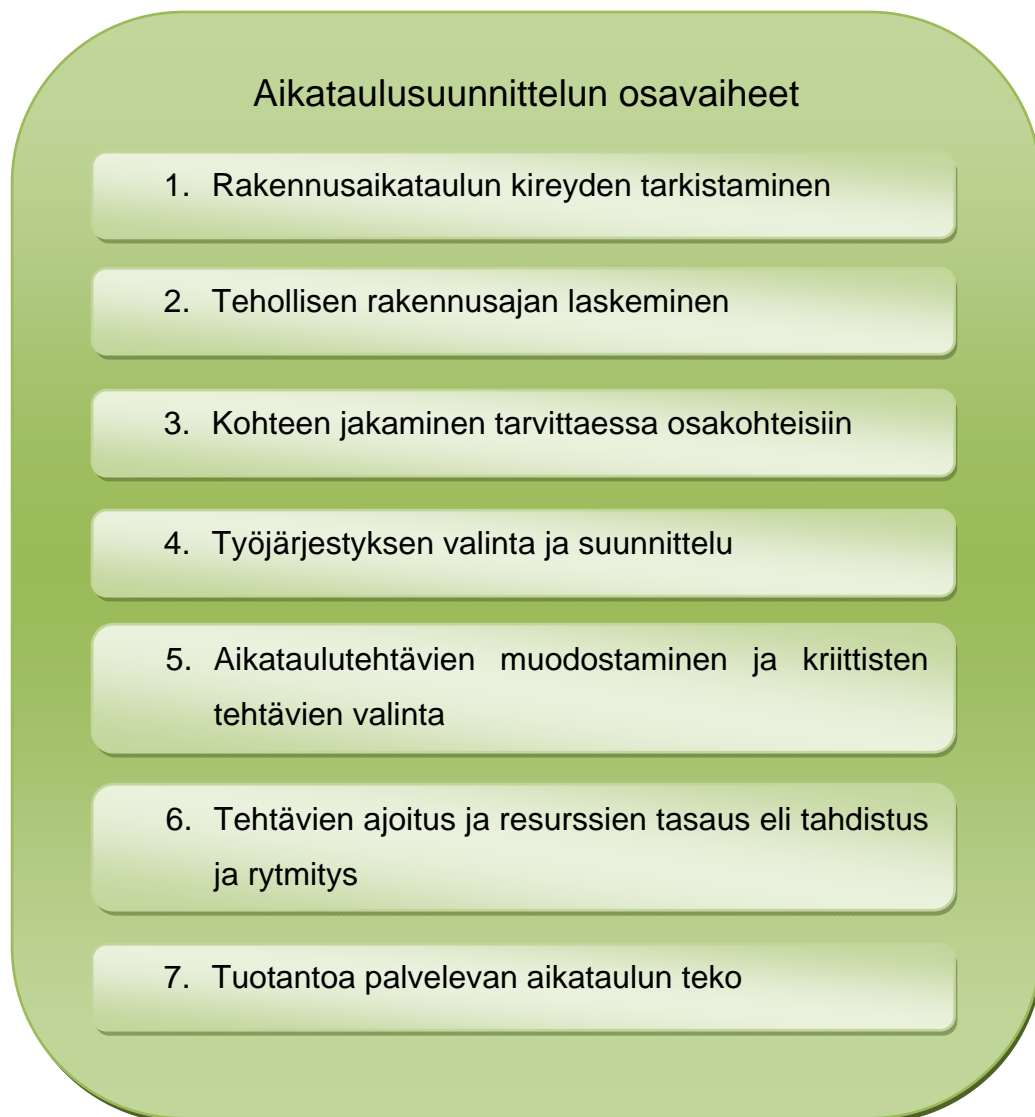 Aikataulusuunnittelun osavaiheet
1. Rakennusaikataulun kireyden tarkistaminen
2. Tehollisen rakennusajan laskeminen
3. Kohteen jakaminen tarvittaessa osakohteisiin
4. Työjärjestyksen valinta ja suunnittelu
5. Aikataulutehtävien muodostaminen ja kriittisten
tehtävien valinta
6. Tehtävien ajoitus ja resurssien tasaus eli tahdistus
ja rytmitys
7. Tuotantoa palvelevan aikataulun teko